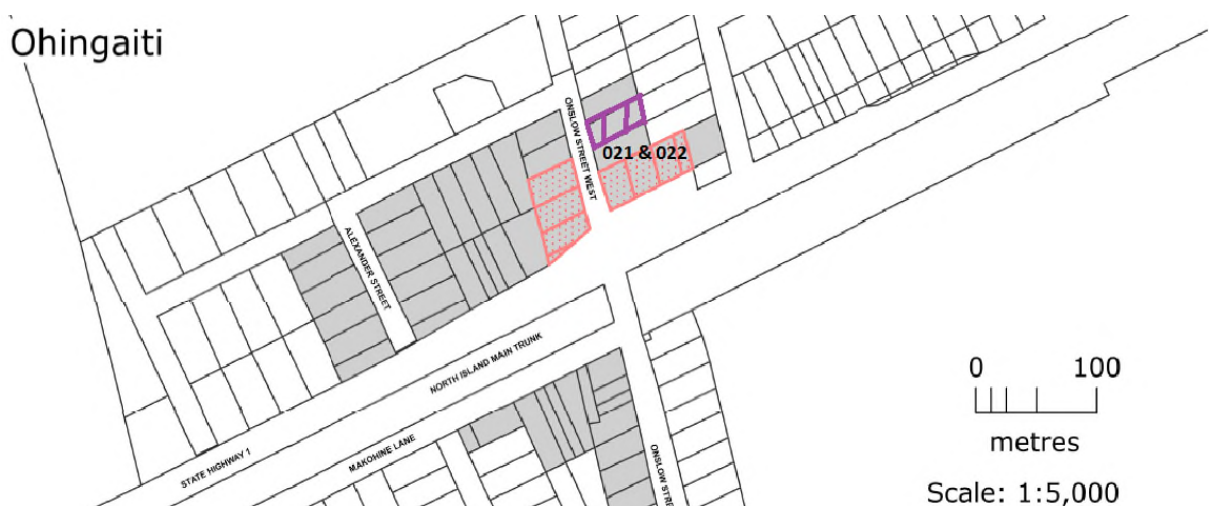 Ohingaiti
ONSLOW STREET WEST
021 & 022
ALEXANDER STREET
NORTH ISLAND MAIN TRUNK
STATE HIGHWAY 1
MAKOHINE LANE
ONSLOW STRE
0 100
metres
Scale: 1:5,000